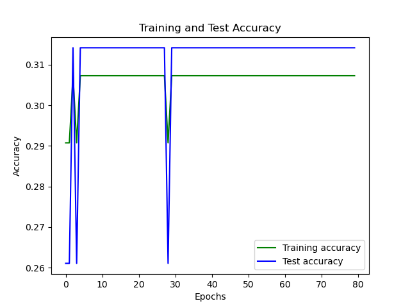 Training and Test Accuracy
Accuracy
0.31
0.30
0.29
0.28
0.27
0.26
0 10 20 30 40 50 60 70 80
Epochs
Training accuracy
Test accuracy